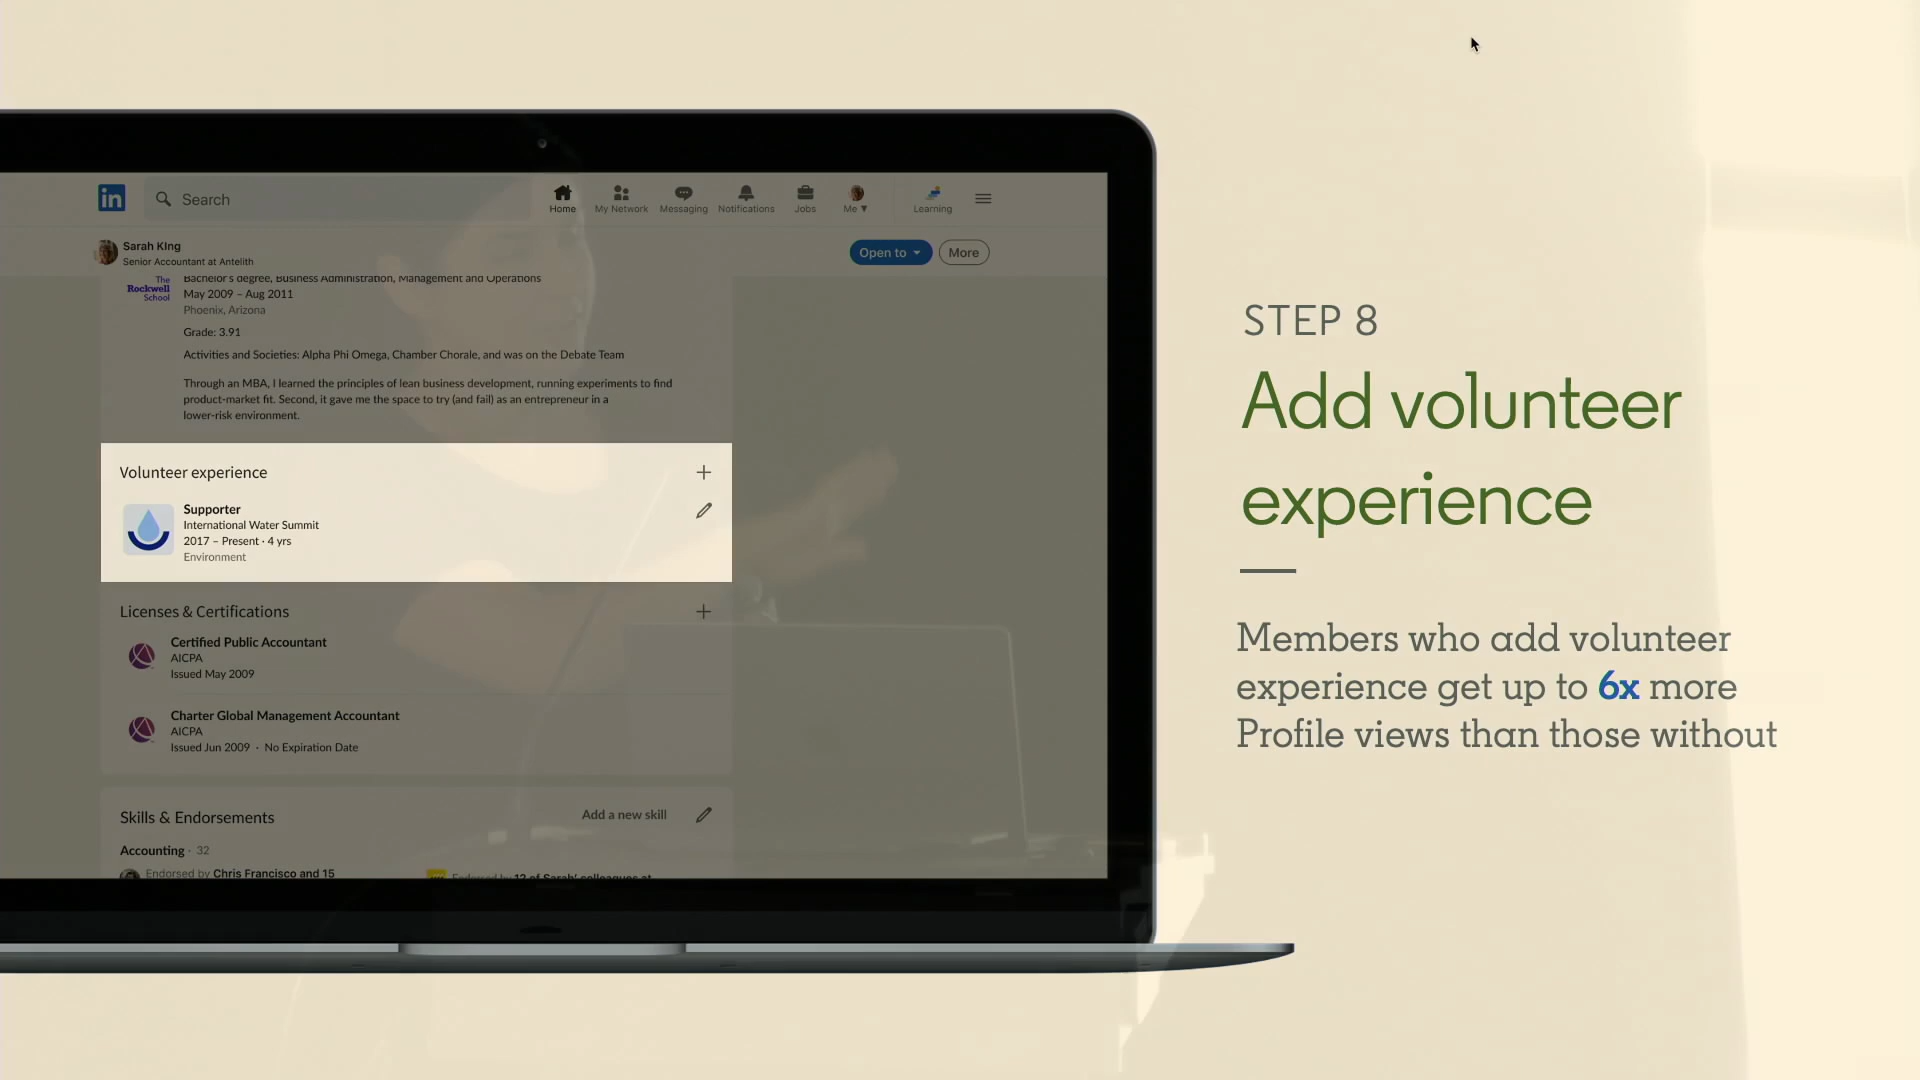 in
Search
Home
My Network
Messaging
Notifications
Jobs
Me ▼
Learning
Sarah KIng
Senior Accountant at Antelith
Open to
More
The
Rockwell
School
Bachelor's degree, Business Administration, Management and Operations
May 2009 – Aug 2011
Phoenix, Arizona
Grade: 3.91
Activities and Societies: Alpha Phi Omega, Chamber Chorale, and was on the Debate Team
Through an MBA, I learned the principles of lean business development, running experiments to find
product-market fit. Second, it gave me the space to try (and fail) as an entrepreneur in a
lower-risk environment.
Volunteer experience
Supporter
International Water Summit
2017 – Present · 4 yrs
Environment
Licenses & Certifications
Certified Public Accountant
AICPA
Issued May 2009
Charter Global Management Accountant
AICPA
Issued Jun 2009 · No Expiration Date
Skills & Endorsements
Add a new skill
Accounting · 32
Endorsed by Chris Francisco and 15
Endorsed by 12 of Sarah' colleagues at
STEP 8
Add volunteer
experience
Members who add volunteer
experience get up to 6x more
Profile views than those without